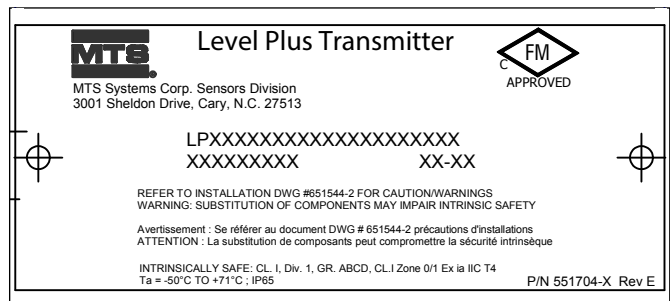 MTS
Level Plus Transmitter
FM
C
APPROVED
MTS Systems Corp. Sensors Division
3001 Sheldon Drive, Cary, N.C. 27513
LPXXXXXXXXXXXXXXXXXXXXX
XXXXXXXXX XX-XX
REFER TO INSTALLATION DWG #651544-2 FOR CAUTION/WARNINGS
WARNING: SUBSTITUTION OF COMPONENTS MAY IMPAIR INTRINSIC SAFETY
Avertissement : Se référer au document DWG # 651544-2 précautions d'installations
ATTENTION : La substitution de composants peut compromettre la sécurité intrinsèque
INTRINSICALLY SAFE: CL. I, Div. 1, GR. ABCD, CL.I Zone 0/1 Ex ia IIC T4
Ta = -50°C TO +71°C ; IP65
P/N 551704-X Rev E